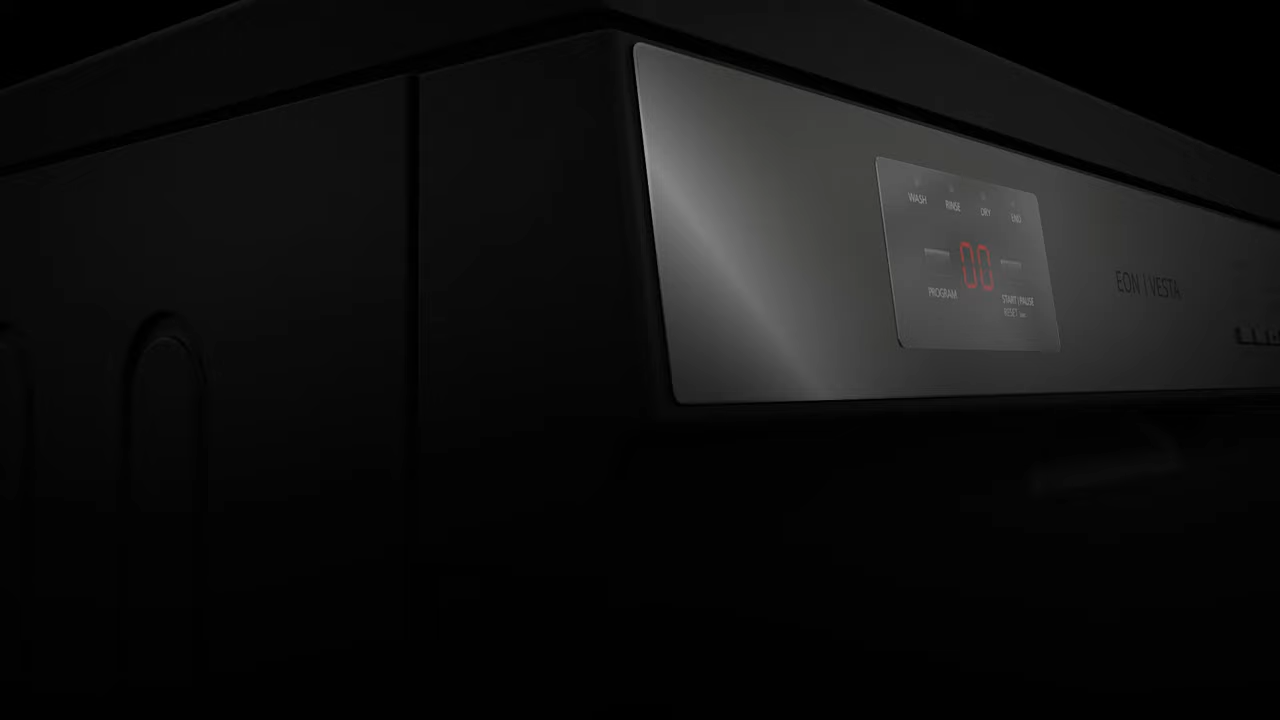 WASH RINSE DRY END
00
PROGRAM START | PAUSE
RESET
EON | VESTA